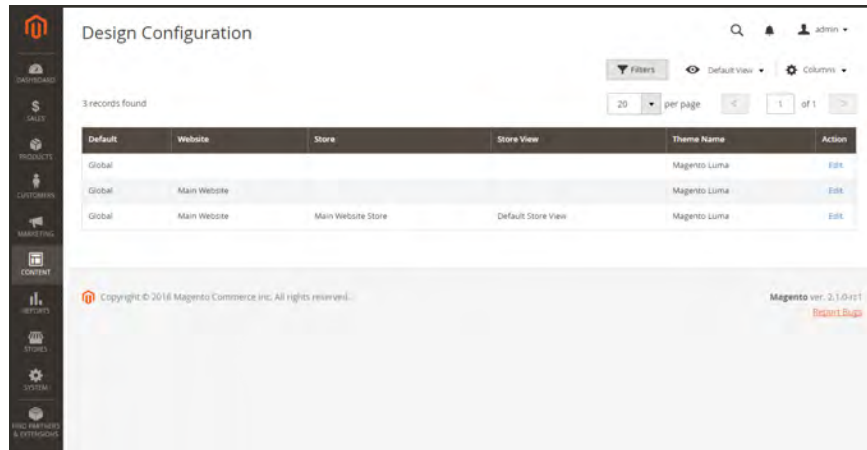 Design Configuration
admin
DASHBOARD
SALES
PRODUCTS
CUSTOMERS
MARKETING
CONTENT
REPORTS
STORES
SYSTEM
FIND PARTNERS
& EXTENSIONS
Filters
Default View
Columns
3 records found
20 per page 1 of 1
Default Website Store Store View Theme Name Action
Global Magento Luma Edit
Global Main Website Magento Luma Edit
Global Main Website Main Website Store Default Store View Magento Luma Edit
Copyright © 2016 Magento Commerce Inc. All rights reserved.
Magento ver. 2.1.0-rc1
Report Bugs